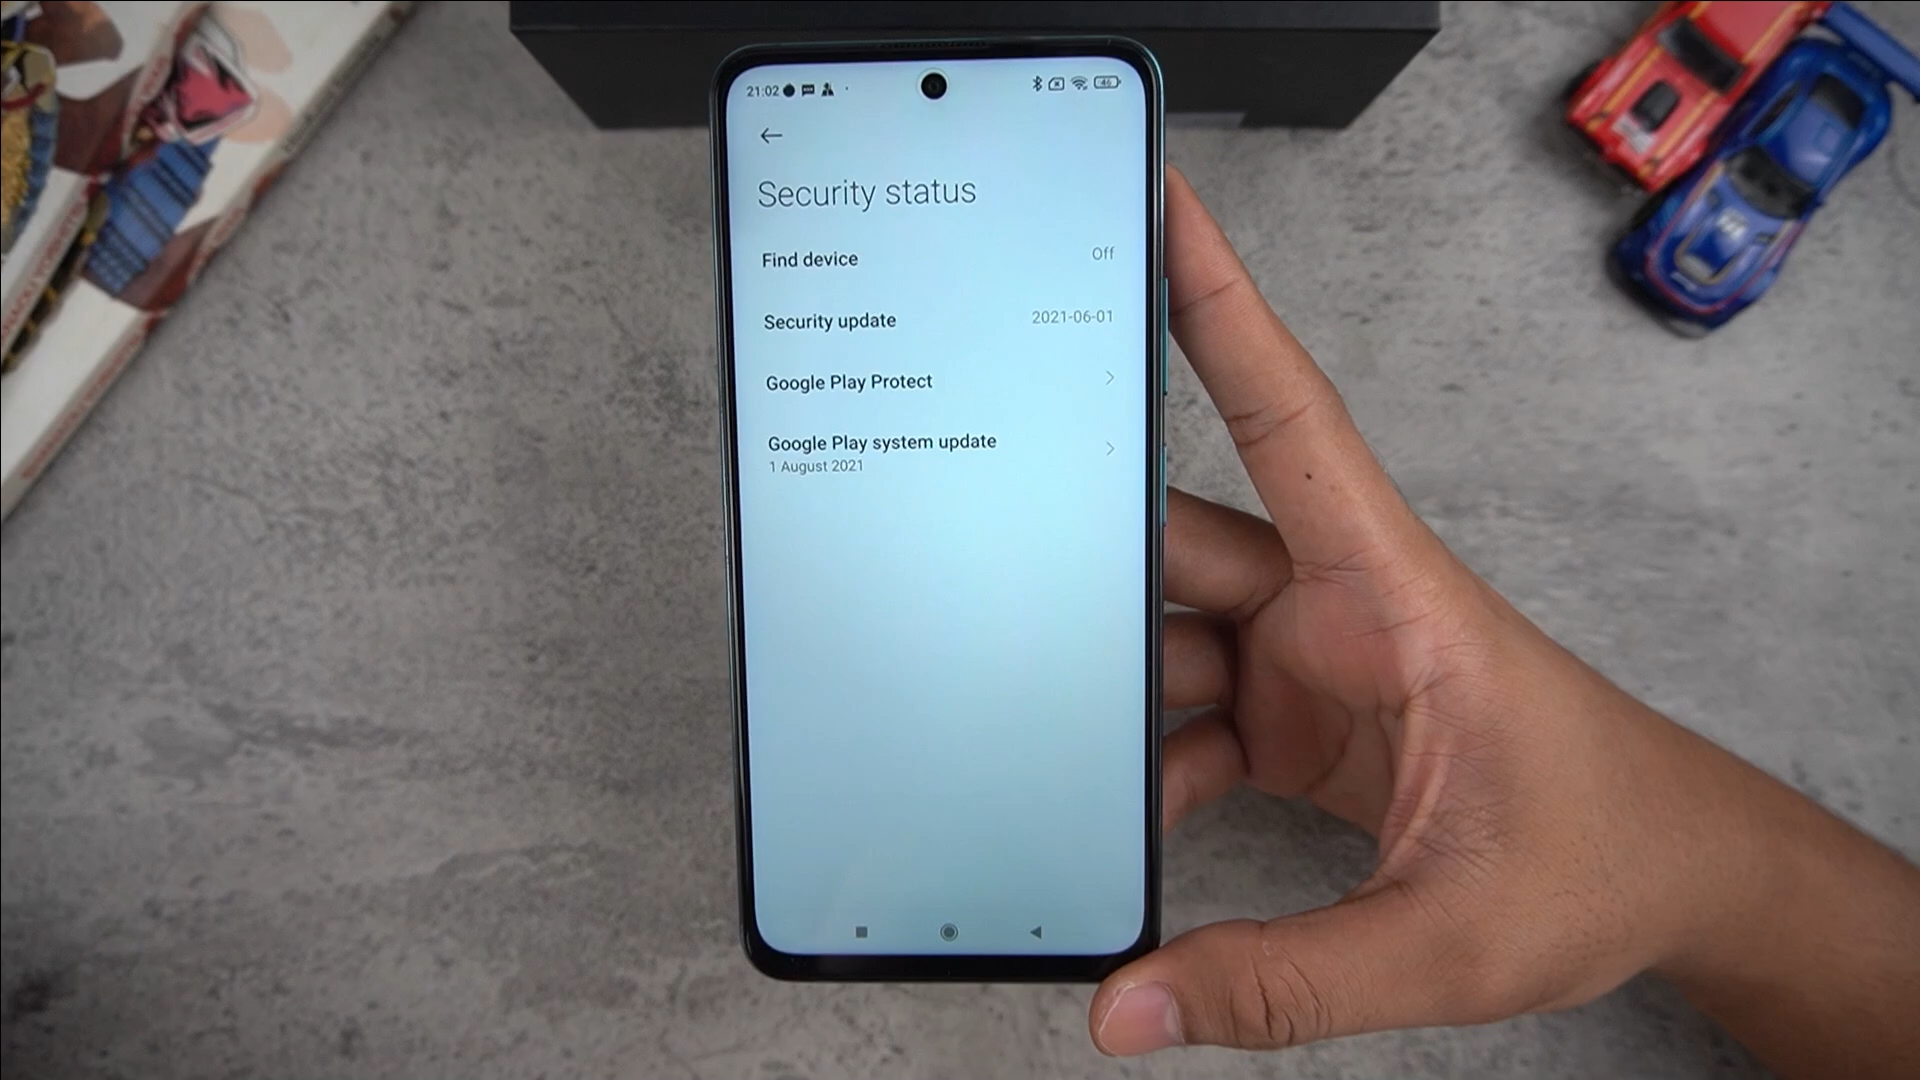 21:02
46
Security status
Find device
Off
Security update
2021-06-01
Google Play Protect
Google Play system update
1 August 2021